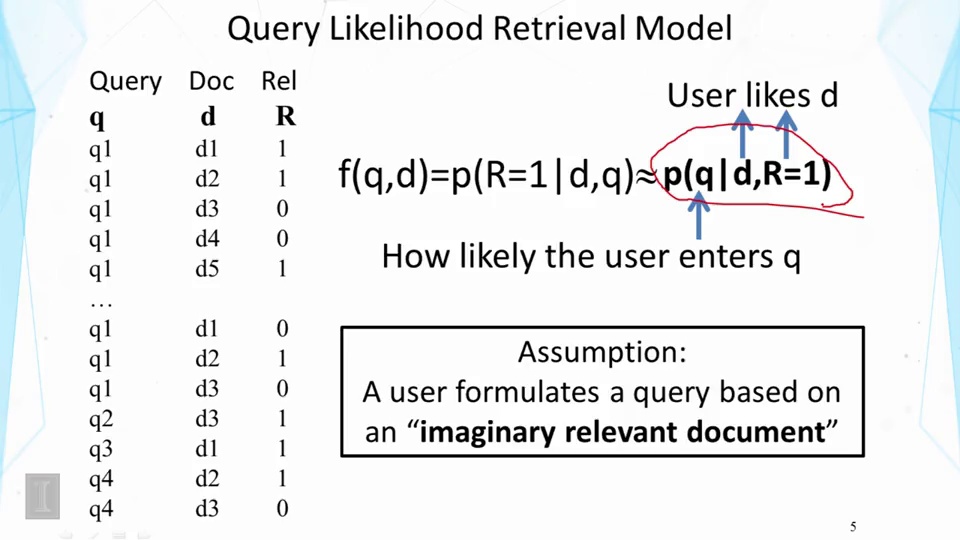 Query Likelihood Retrieval Model
Query Doc Rel
q d R
q1 d1 1
q1 d2 1
q1 d3 0
q1 d4 0
q1 d5 1
…
q1 d1 0
q1 d2 1
q1 d3 0
q2 d3 1
q3 d1 1
q4 d2 1
q4 d3 0
User likes d
f(q,d)=p(R=1|d,q)≈p(q|d,R=1)
How likely the user enters q
Assumption:
A user formulates a query based on
an “imaginary relevant document”
I
5